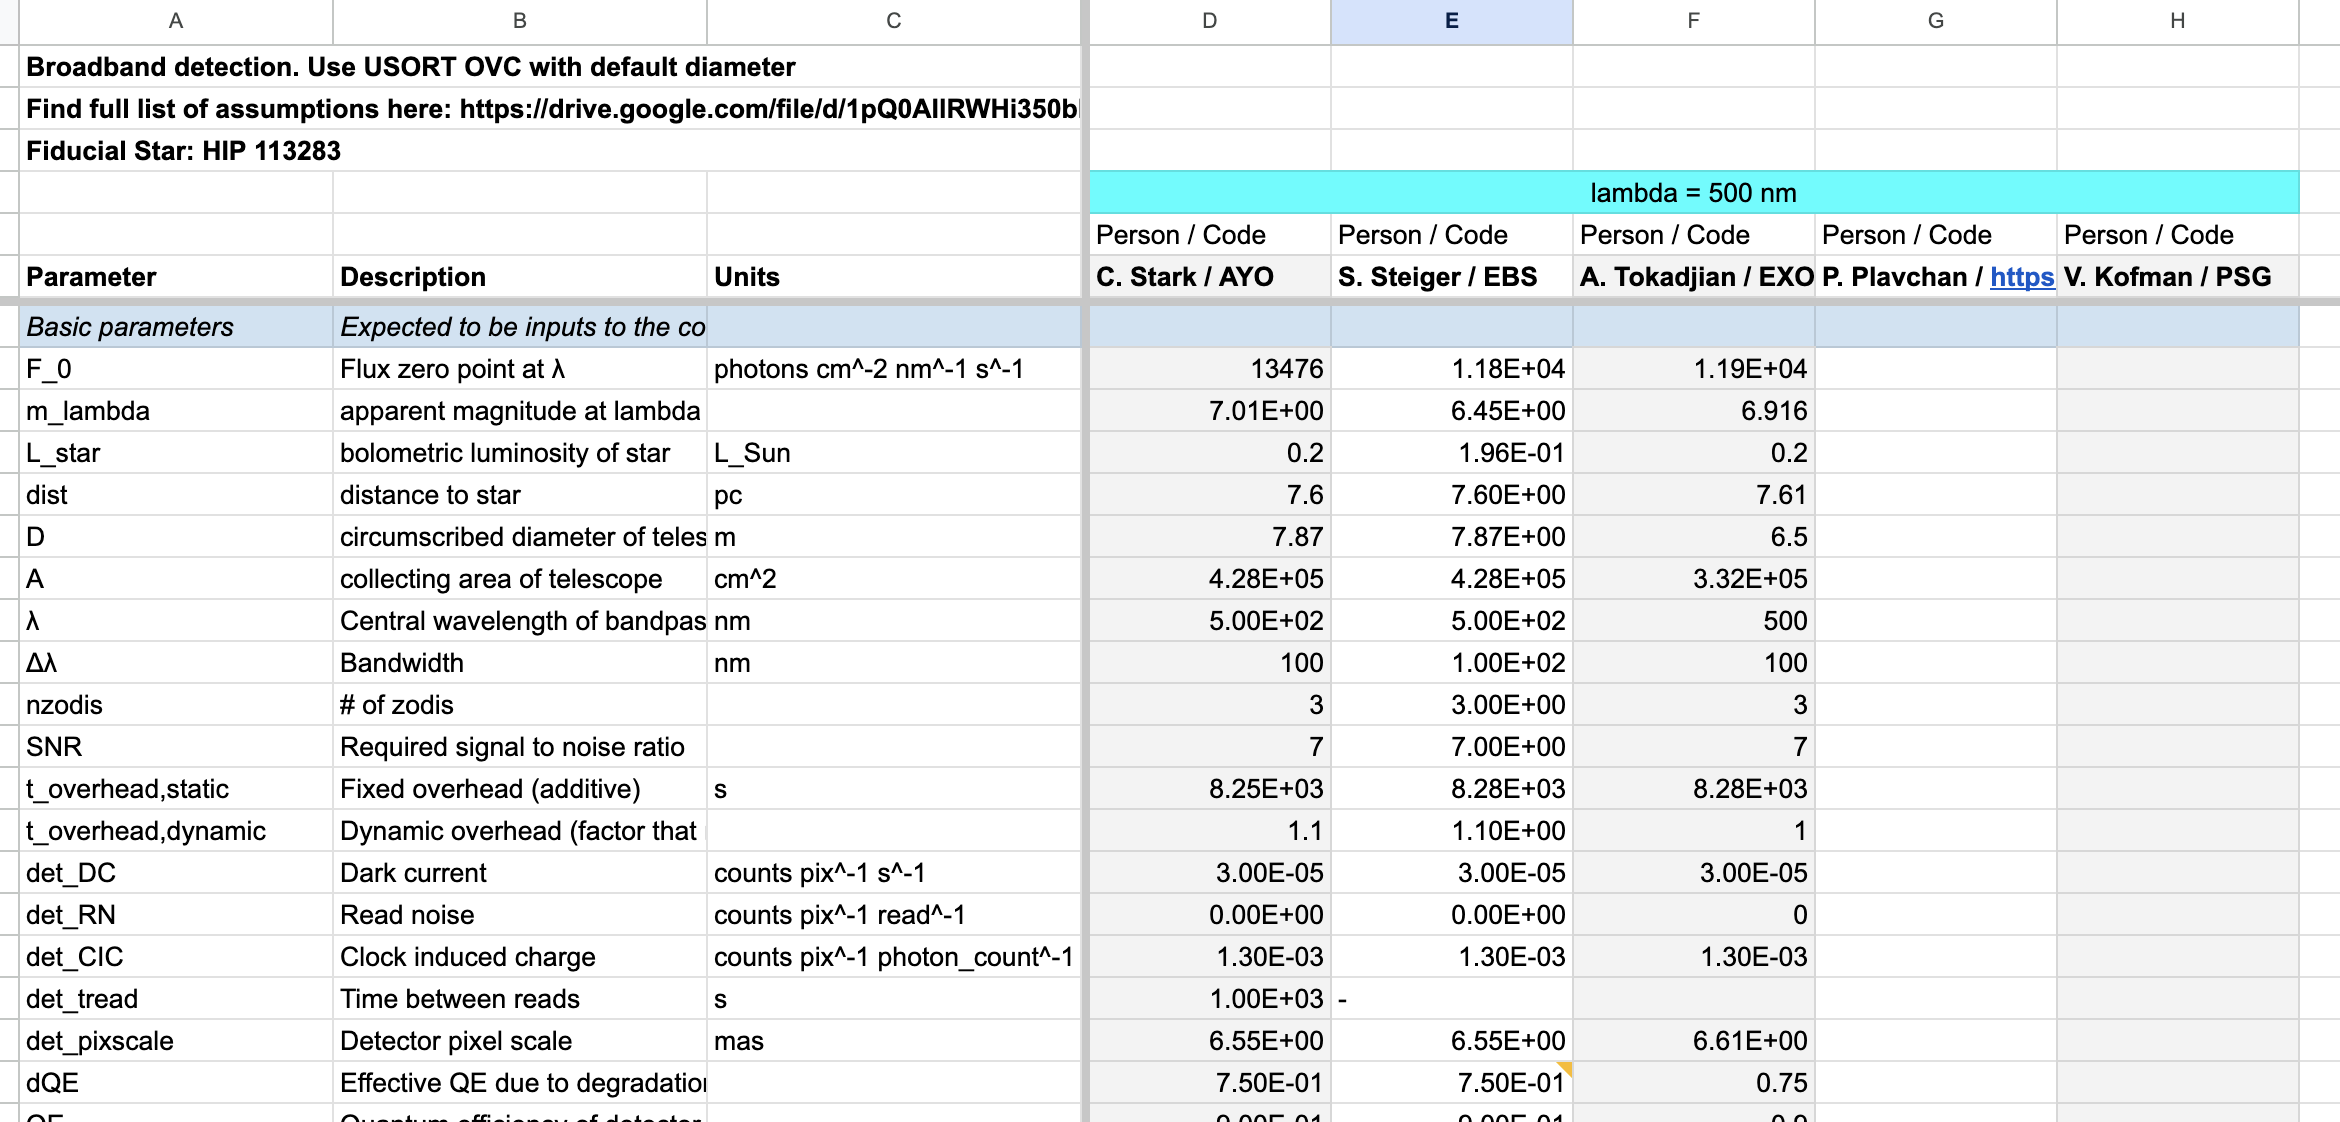 A B C D E F G H
Broadband detection. Use USORT OVC with default diameter
Find full list of assumptions here: https://drive.google.com/file/d/1pQ0AIIRWHi350b
Fiducial Star: HIP 113283
lambda = 500 nm
Person / Code Person / Code Person / Code Person / Code Person / Code
Parameter Description Units C. Stark / AYO S. Steiger / EBS A. Tokadjian / EXO P. Plavchan / https V. Kofman / PSG
Basic parameters Expected to be inputs to the co
F_0 Flux zero point at λ photons cm^-2 nm^-1 s^-1 13476 1.18E+04 1.19E+04
m_lambda apparent magnitude at lambda 7.01E+00 6.45E+00 6.916
L_star bolometric luminosity of star L_Sun 0.2 1.96E-01 0.2
dist distance to star pc 7.6 7.60E+00 7.61
D circumscribed diameter of teles m 7.87 7.87E+00 6.5
A collecting area of telescope cm^2 4.28E+05 4.28E+05 3.32E+05
λ Central wavelength of bandpas nm 5.00E+02 5.00E+02 500
Δλ Bandwidth nm 100 1.00E+02 100
nzodis # of zodis 3 3.00E+00 3
SNR Required signal to noise ratio 7 7.00E+00 7
t_overhead,static Fixed overhead (additive) s 8.25E+03 8.28E+03 8.28E+03
t_overhead,dynamic Dynamic overhead (factor that 1.1 1.10E+00 1
det_DC Dark current counts pix^-1 s^-1 3.00E-05 3.00E-05 3.00E-05
det_RN Read noise counts pix^-1 read^-1 0.00E+00 0.00E+00 0
det_CIC Clock induced charge counts pix^-1 photon_count^-1 1.30E-03 1.30E-03 1.30E-03
det_tread Time between reads s 1.00E+03 -
det_pixscale Detector pixel scale mas 6.55E+00 6.55E+00 6.61E+00
dQE Effective QE due to degradation 7.50E-01 7.50E-01 0.75
QE Quantum efficiency of detector 9.00E-01 9.00E-01 0.9